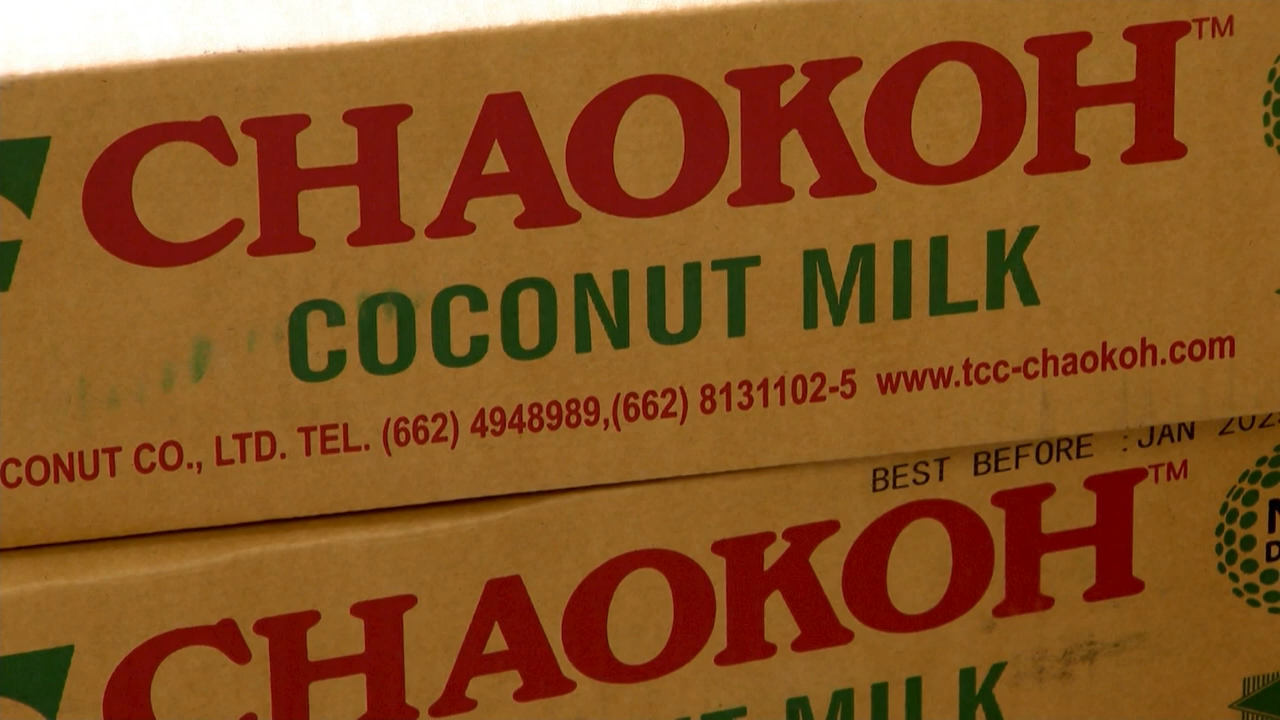 CHAOKOH™
COCONUT MILK
CONUT CO., LTD. TEL. (662) 4948989,(662) 8131102-5 www.tcc-chaokoh.com
BEST BEFORE :JAN
CHAOKOH™
MILK